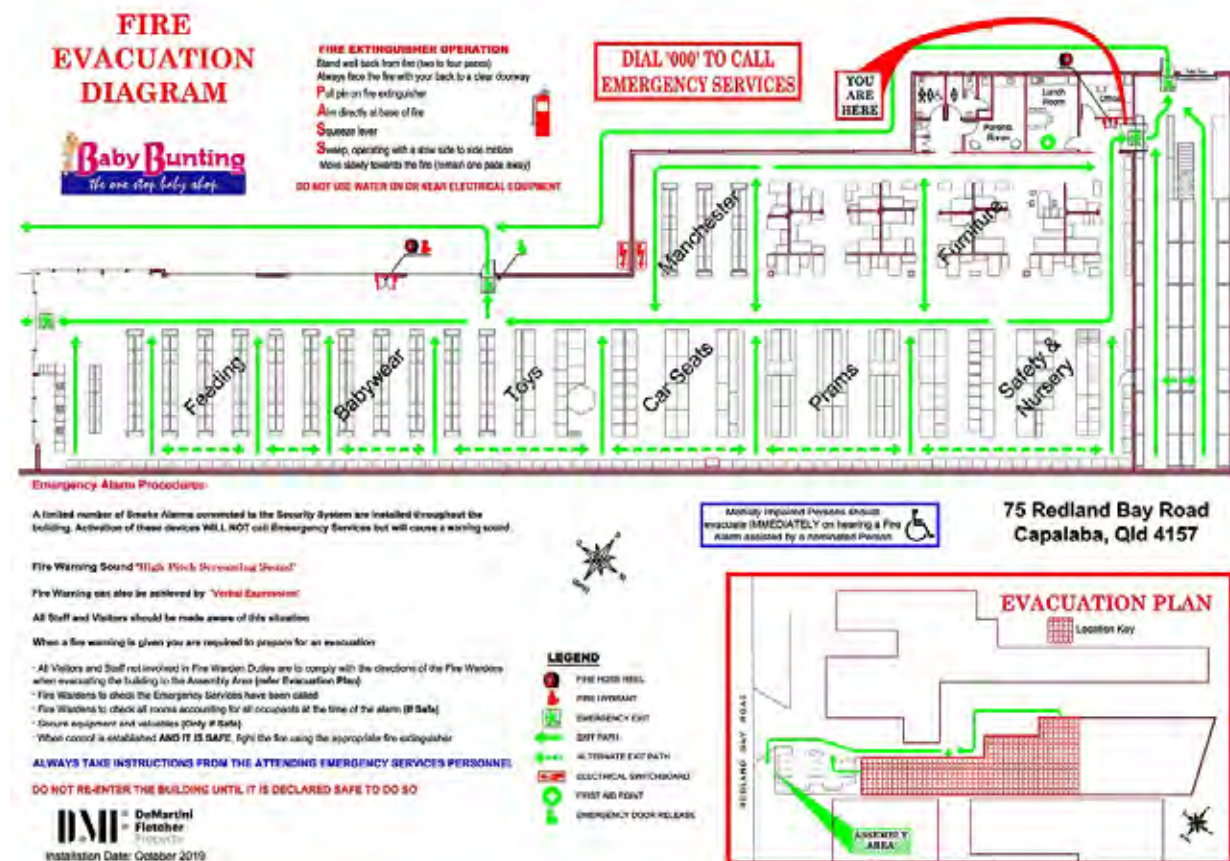 FIRE
EVACUATION
DIAGRAM
Baby Bunting
the one stop baby shop
FIRE EXTINGUISHER OPERATION
Stand well back from fire (two to four paces)
Always face the fire with your back to a clear doorway
Pull pin on fire extinguisher
Aim directly at base of fire
Squeeze lever
Sweep, operating with a slow side to side motion
Move slowly towards the fire (remain one pace away)
DO NOT USE WATER ON OR NEAR ELECTRICAL EQUIPMENT
DIAL '000' TO CALL
EMERGENCY SERVICES
YOU
ARE
HERE
Parents
Room
Lunch
Room
Office
Manchester
Furniture
Feeding
Babywear
Toys
Car Seats
Prams
Safety &
Nursery
Emergency Alarm Procedures
A limited number of Smoke Alarms connected to the Security System are installed throughout the
building. Activation of these devices WILL NOT call Emergency Services but will cause a warning sound.
Fire Warning Sound "High Pitch Screaming Sound"
Fire Warning can also be achieved by "Verbal Expression"
All Staff and Visitors should be made aware of this situation
When a fire warning is given you are required to prepare for an evacuation
- All Visitors and Staff not involved in Fire Warden Duties are to comply with the directions of the Fire Wardens
when evacuating the building to the Assembly Area (refer Evacuation Plan)
- Fire Wardens to check the Emergency Services have been called
- Fire Wardens to check all rooms accounting for all occupants at the time of the alarm (If Safe)
- Secure equipment and valuables (Only if Safe)
- When control is established AND IT IS SAFE, fight the fire using the appropriate fire extinguisher
ALWAYS TAKE INSTRUCTIONS FROM THE ATTENDING EMERGENCY SERVICES PERSONNEL
DO NOT RE-ENTER THE BUILDING UNTIL IT IS DECLARED SAFE TO DO SO
DeMartini
Fletcher
Properties
Installation Date: October 2019
LEGEND
FIRE HOSE REEL
FIRE HYDRANT
EMERGENCY EXIT
EXIT PATH
ALTERNATE EXIT PATH
ELECTRICAL SWITCHBOARD
FIRST AID POINT
EMERGENCY DOOR RELEASE
Mobility Impaired Persons should
evacuate IMMEDIATELY on hearing a Fire
Alarm assisted by a nominated Person
75 Redland Bay Road
Capalaba, Qld 4157
EVACUATION PLAN
Location Key
REDLAND BAY ROAD
ASSEMBLY
AREA